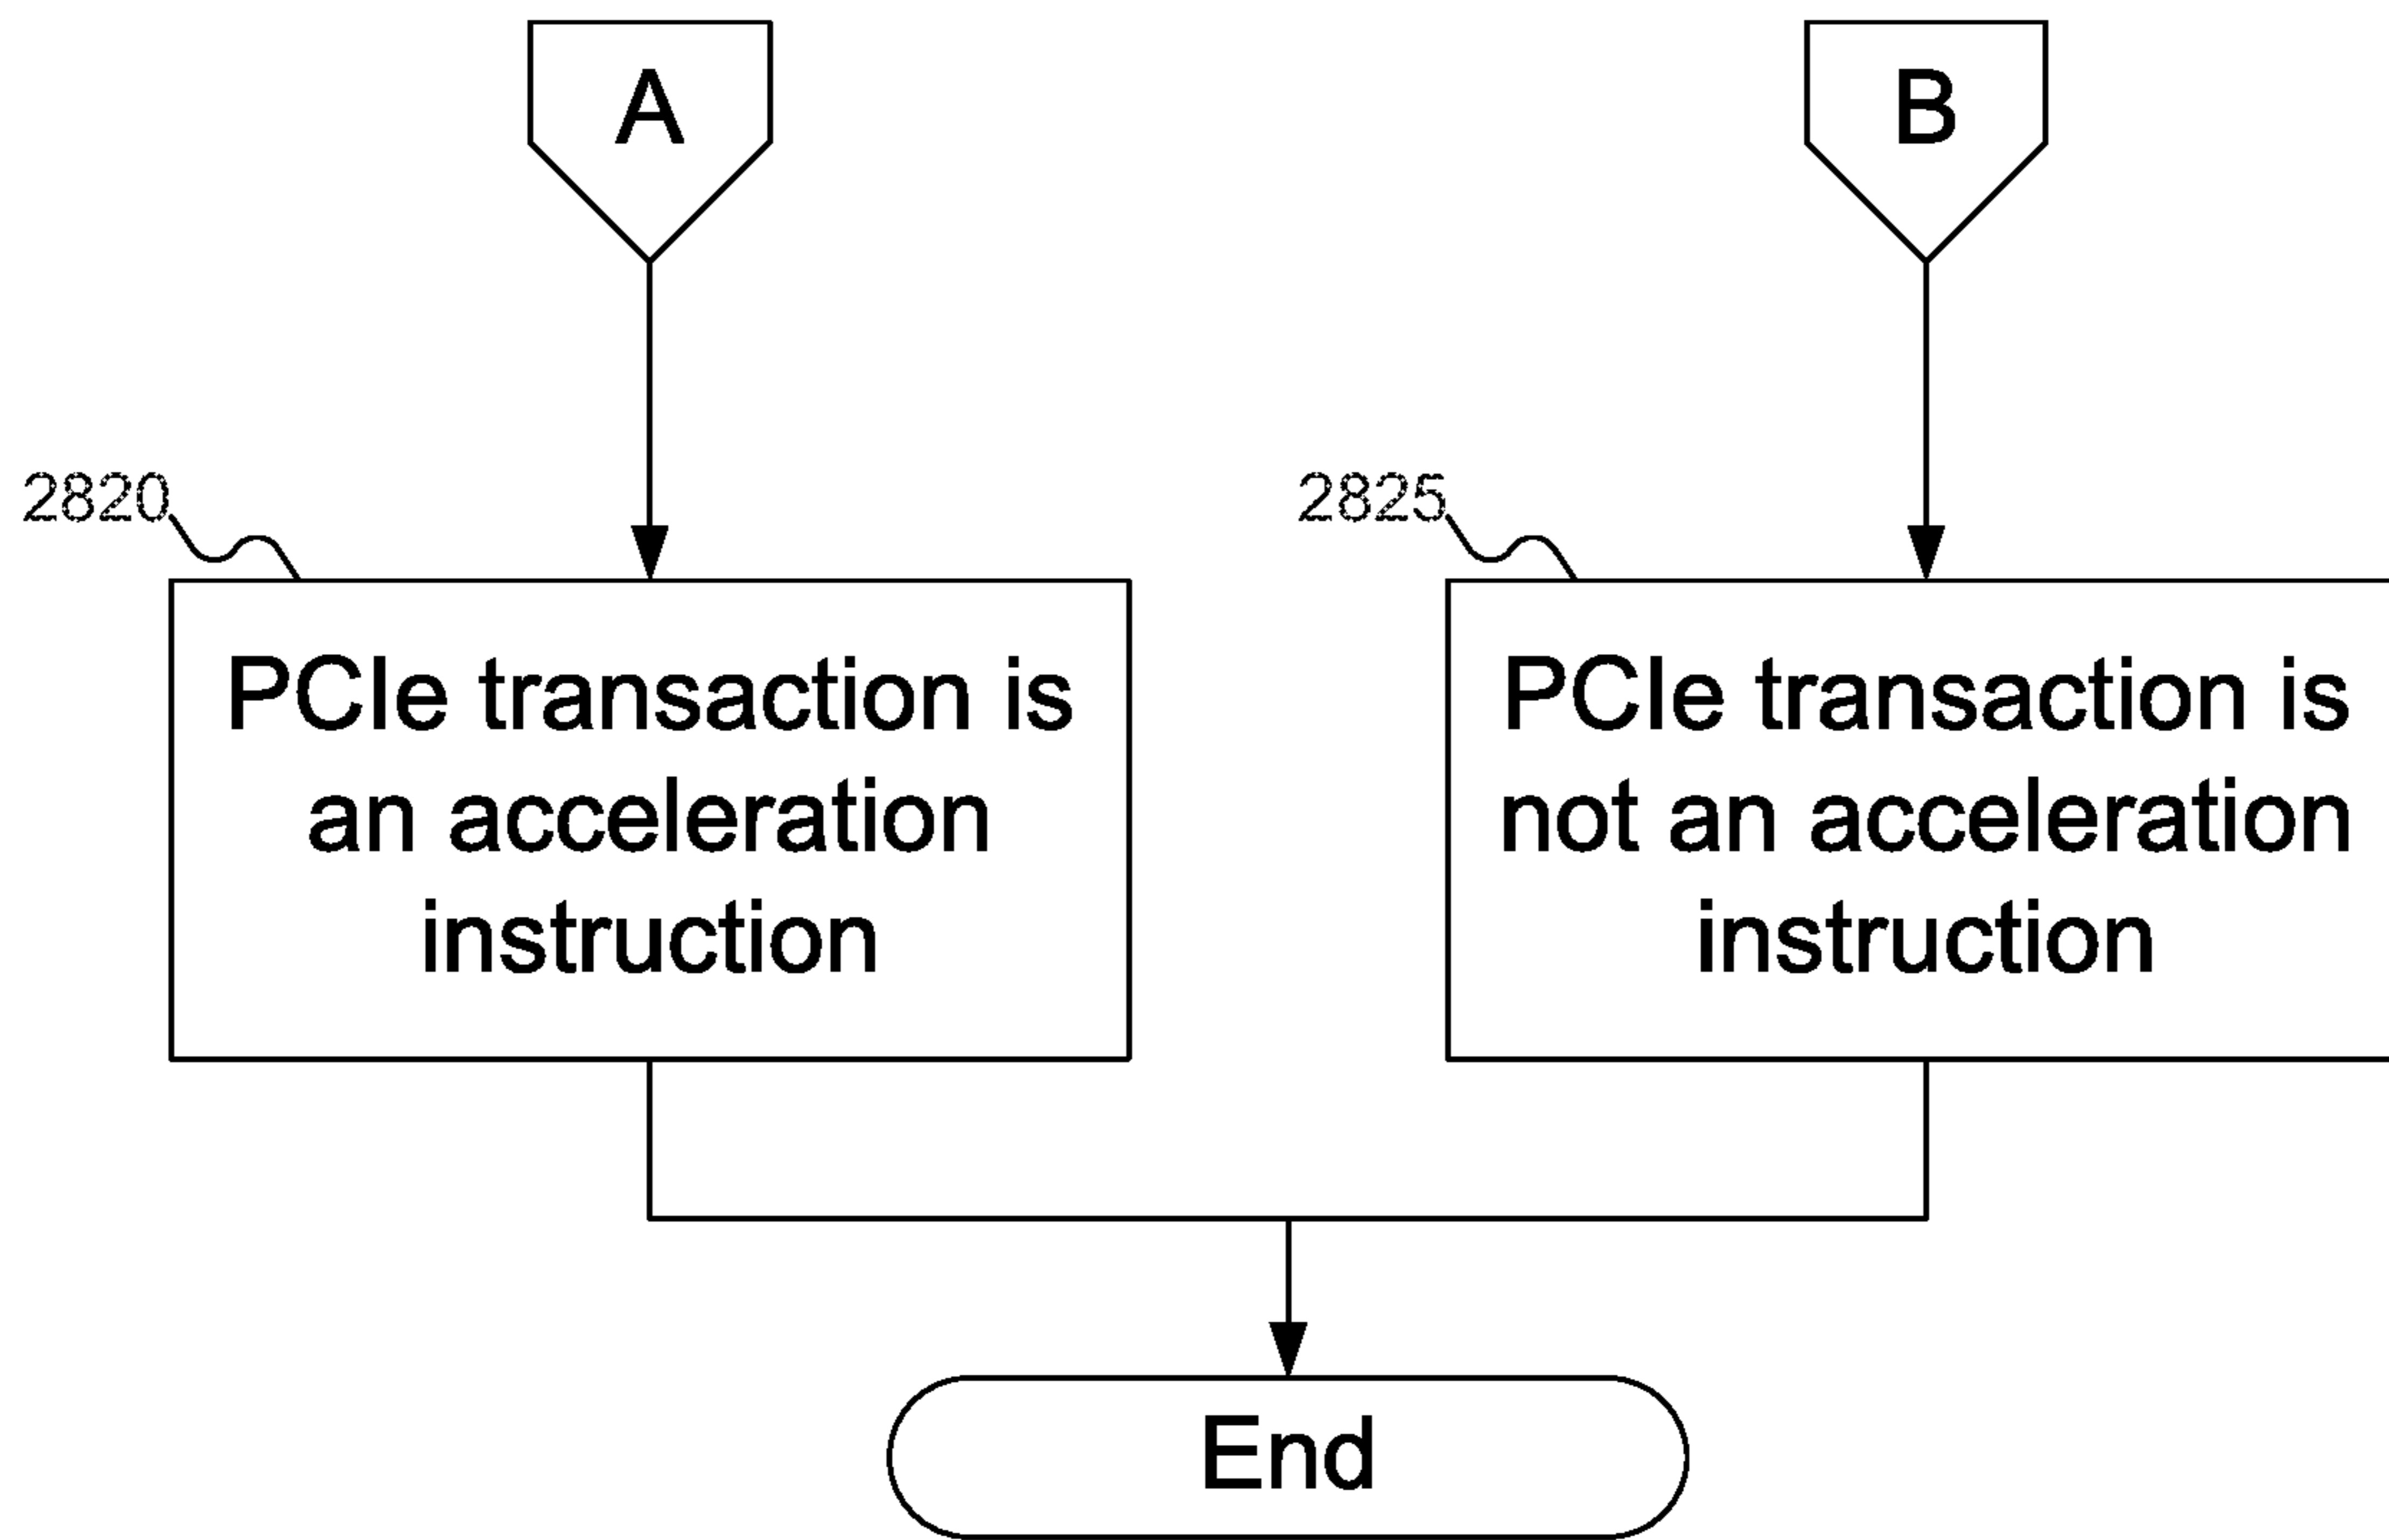 A
B
2820
2825
PCIe transaction is
an acceleration
instruction
PCIe transaction is
not an acceleration
instruction
End